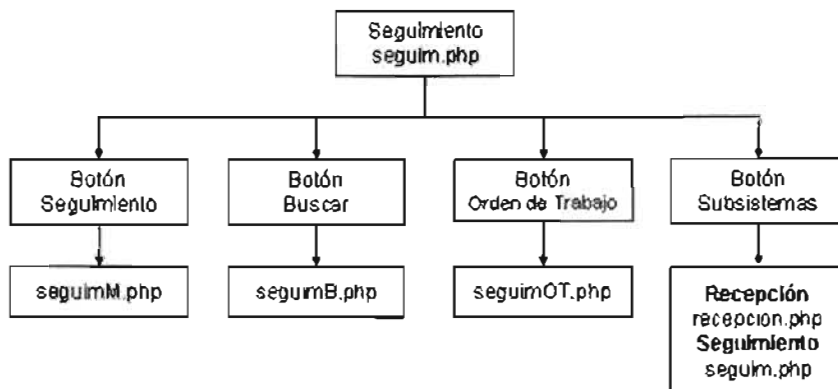 Seguimiento
seguim.php
Botón
Seguimiento
Botón
Buscar
Botón
Orden de Trabajo
Botón
Subsistemas
seguimM.php
seguimB.php
seguimOT.php
Recepción
recepcion.php
Seguimiento
seguim.php